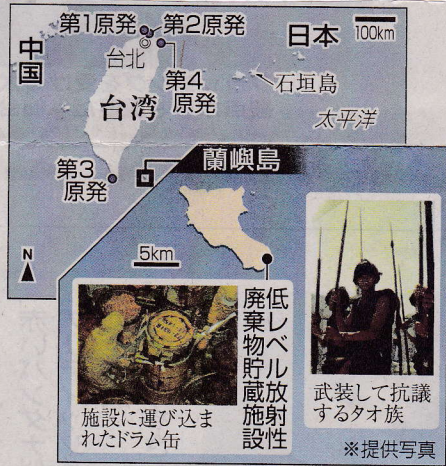 第1原発 第2原発
日本
100km
中国
台北
第4
原発
石垣島
台湾
太平洋
第3
原発
蘭嶼島
N
5km
低レベル放射性
廃棄物貯蔵施設
施設に運び込ま
れたドラム缶
武装して抗議
するタオ族
※提供写真